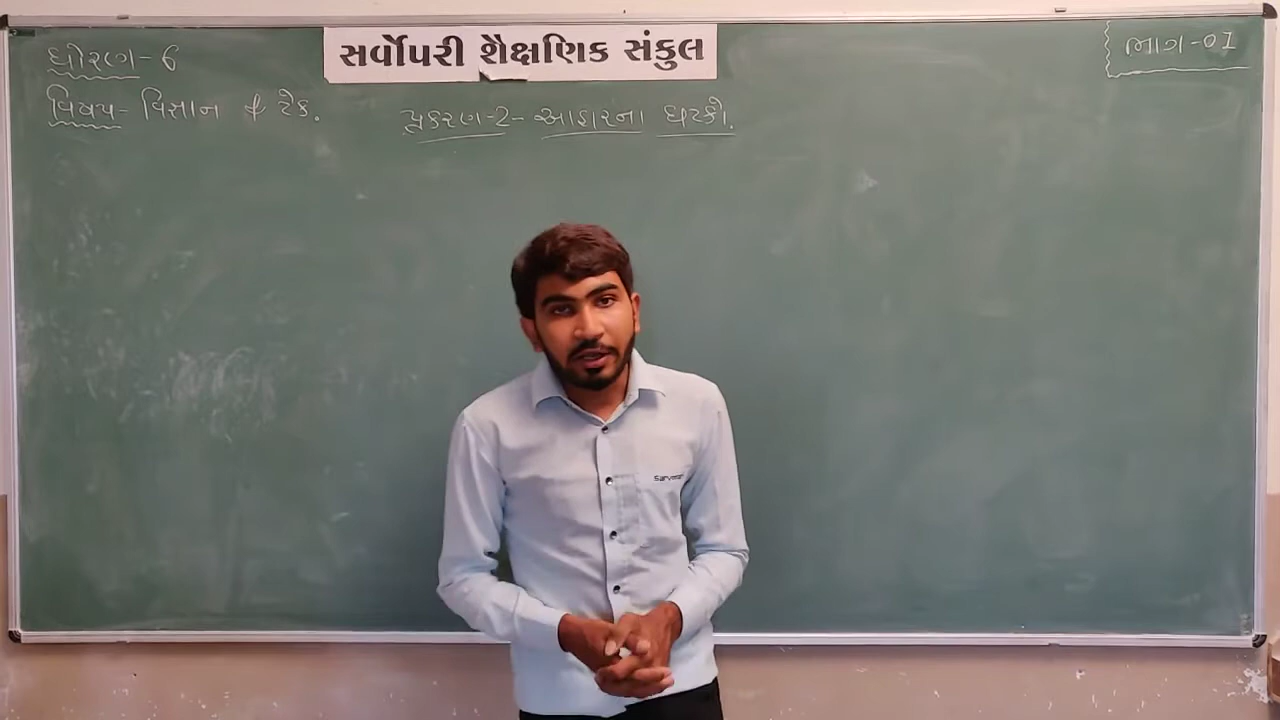 સર્વોપરી શૈક્ષણિક સંકુલ
ધોરણ-6
ભાગ-01
વિષય- વિજ્ઞાન & ટેક.
પ્રકરણ-2- આહારના ઘટકો.